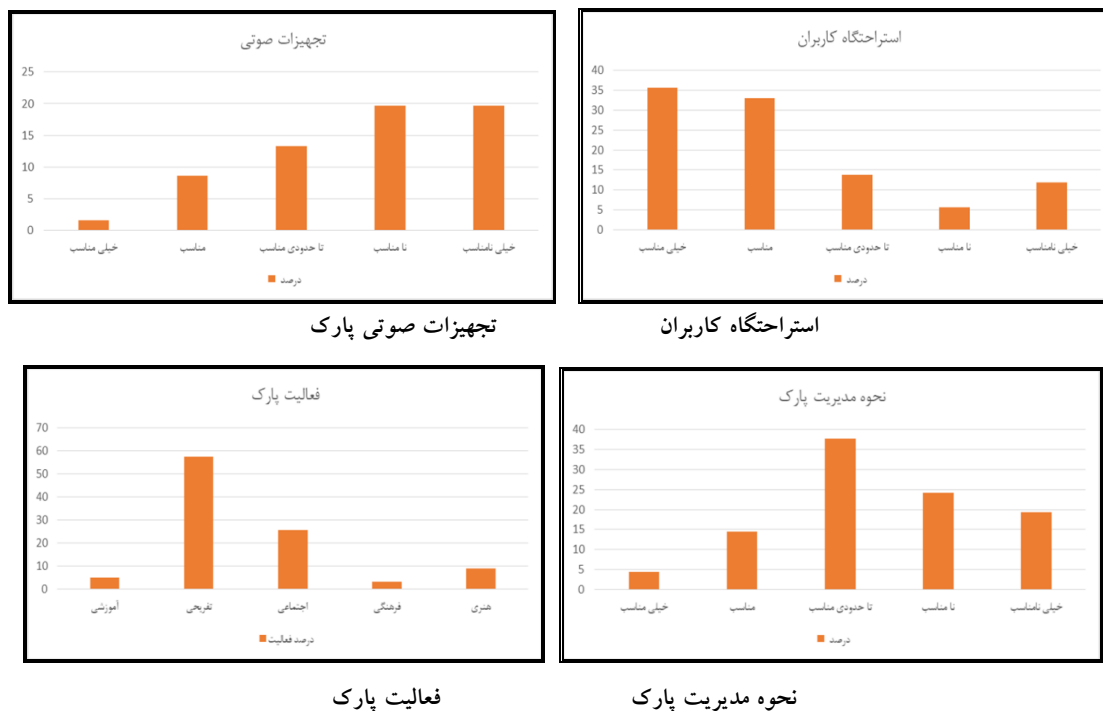 تجهیزات صوتی
25
20
15
10
5
0
خیلی مناسب مناسب تا حدودی مناسب نا مناسب خیلی نامناسب
درصد
استراحتگاه کاربران
40
35
30
25
20
15
10
5
0
خیلی مناسب مناسب تا حدودی مناسب نا مناسب خیلی نامناسب
درصد
استراحتگاه کاربران
تجهیزات صوتی پارک
فعالیت پارک
70
60
50
40
30
20
10
0
آموزشی تفریحی اجتماعی فرهنگی هنری
درصد فعالیت
نحوه مدیریت پارک
40
35
30
25
20
15
10
5
0
خیلی مناسب مناسب تا حدودی مناسب نا مناسب خیلی نامناسب
درصد
نحوه مدیریت پارک
فعالیت پارک